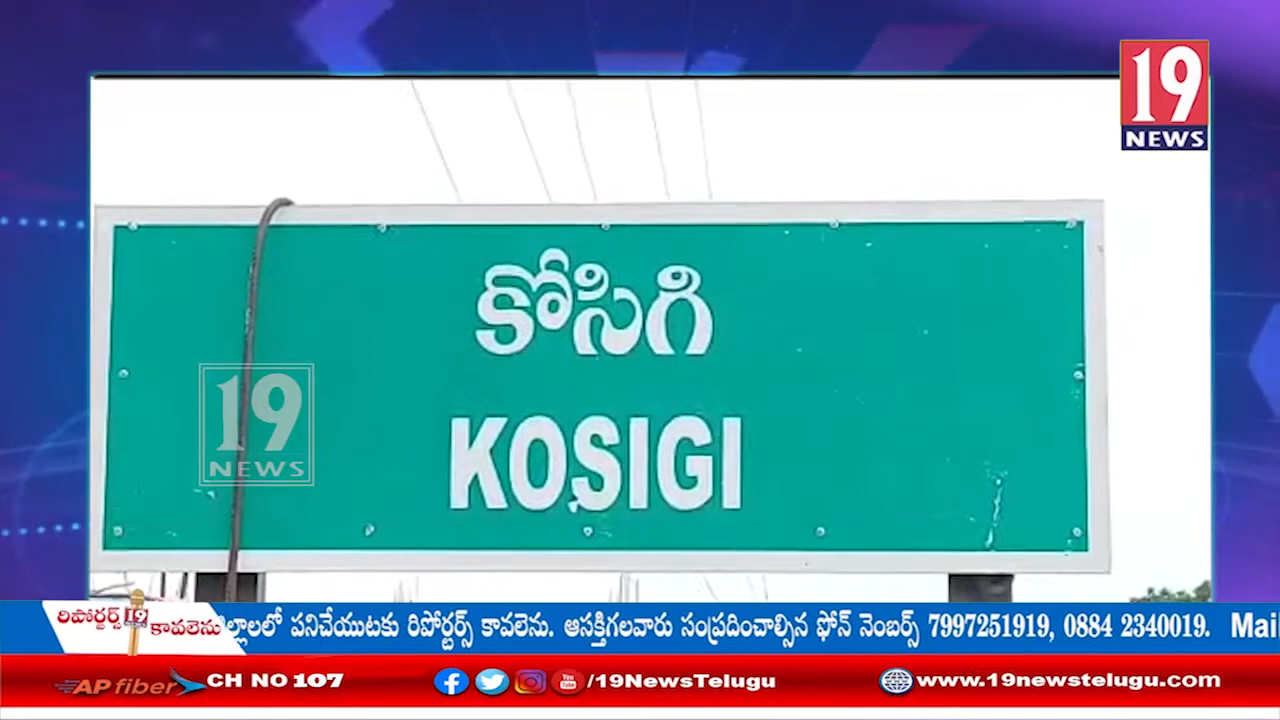 19
NEWS
కోసిగి
KOSIGI
19
NEWS
రిపోర్టర్స్ 19
కావలెను
ల్లాలలో పనిచేయుటకు రిపోర్టర్స్ కావలెను. ఆసక్తిగలవారు సంప్రదించాల్సిన ఫోన్ నెంబర్స్ 7997251919, 0884 2340019. Mai
AP fiber CH NO 107 /19NewsTelugu www.19newstelugu.com